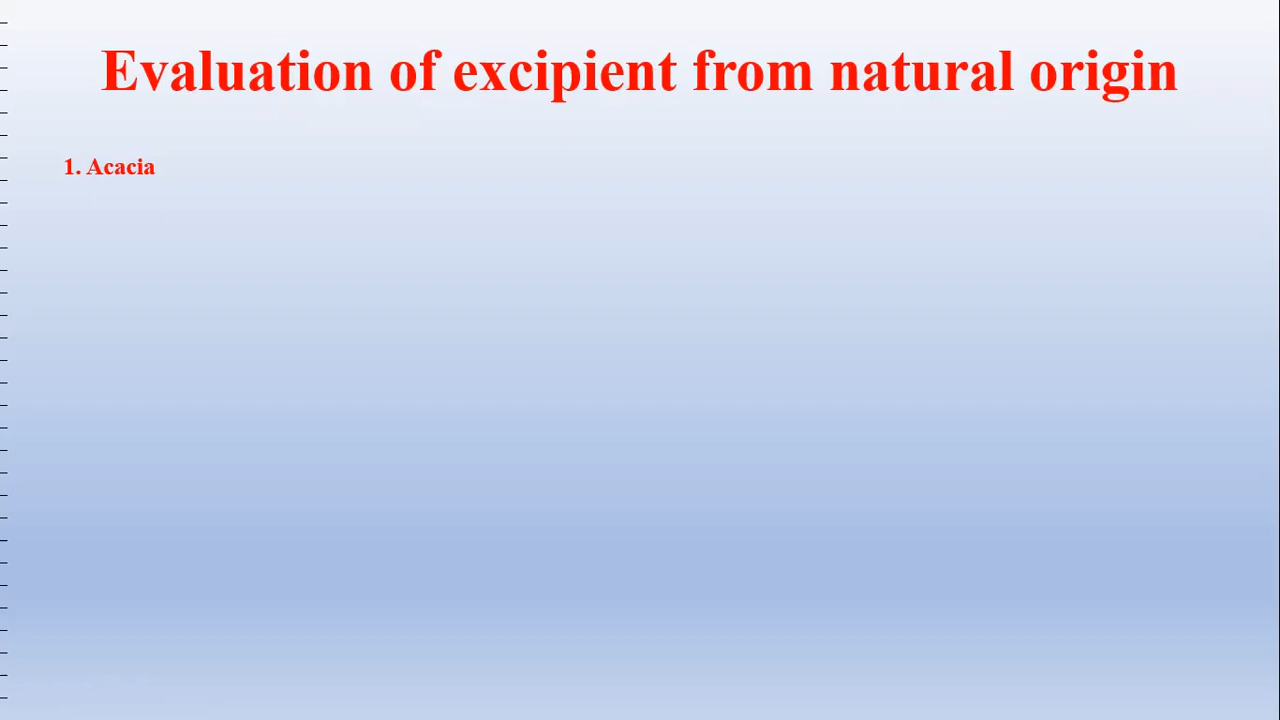 Evaluation of excipient from natural origin
1. Acacia